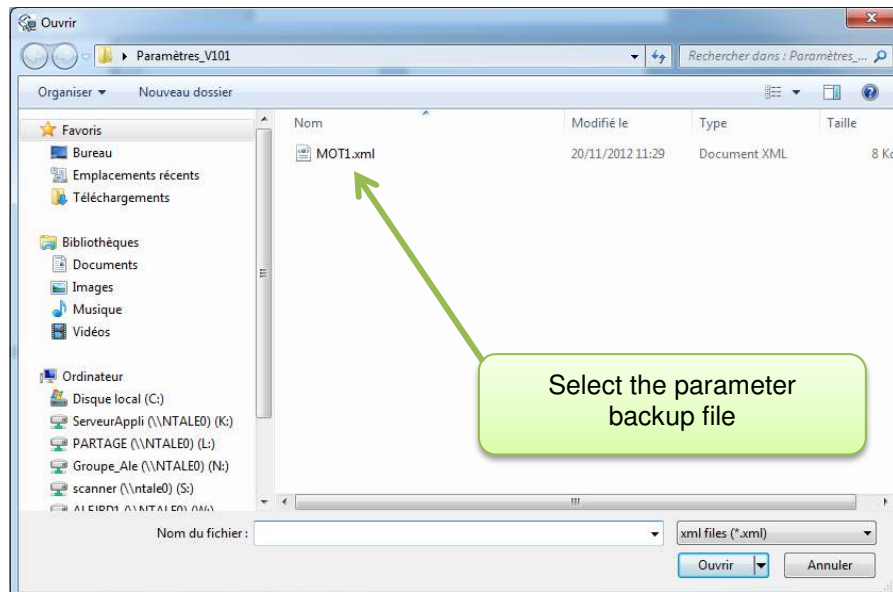 Ouvrir
Paramètres_V101
Rechercher dans : Paramètres_...
Organiser
Nouveau dossier
Favoris
Bureau
Emplacements récents
Téléchargements
Bibliothèques
Documents
Images
Musique
Vidéos
Ordinateur
Disque local (C:)
ServeurAppli (\\NTALE0) (K:)
PARTAGE (\\NTALE0) (L:)
Groupe_Ale (\\NTALE0) (N:)
scanner (\\ntale0) (S:)
Nom Modifié le Type Taille
MOT1.xml 20/11/2012 11:29 Document XML 8 Kc
Select the parameter
backup file
Nom du fichier :
xml files (*.xml)
Ouvrir Annuler